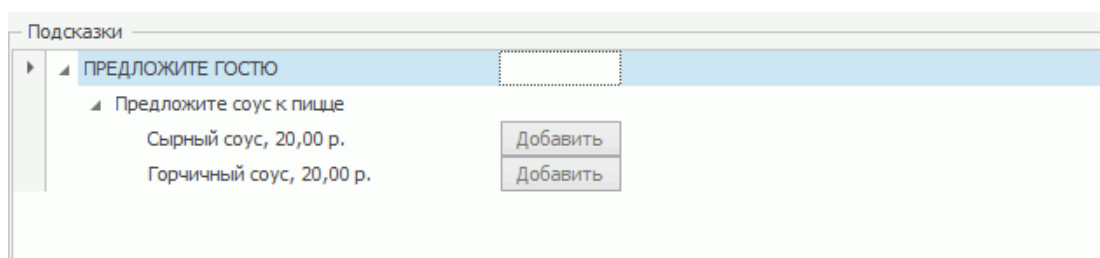 Подсказки
ПРЕДЛОЖИТЕ ГОСТЮ
Предложите соус к пицце
Сырный соус, 20,00 р. Добавить
Горчичный соус, 20,00 р. Добавить